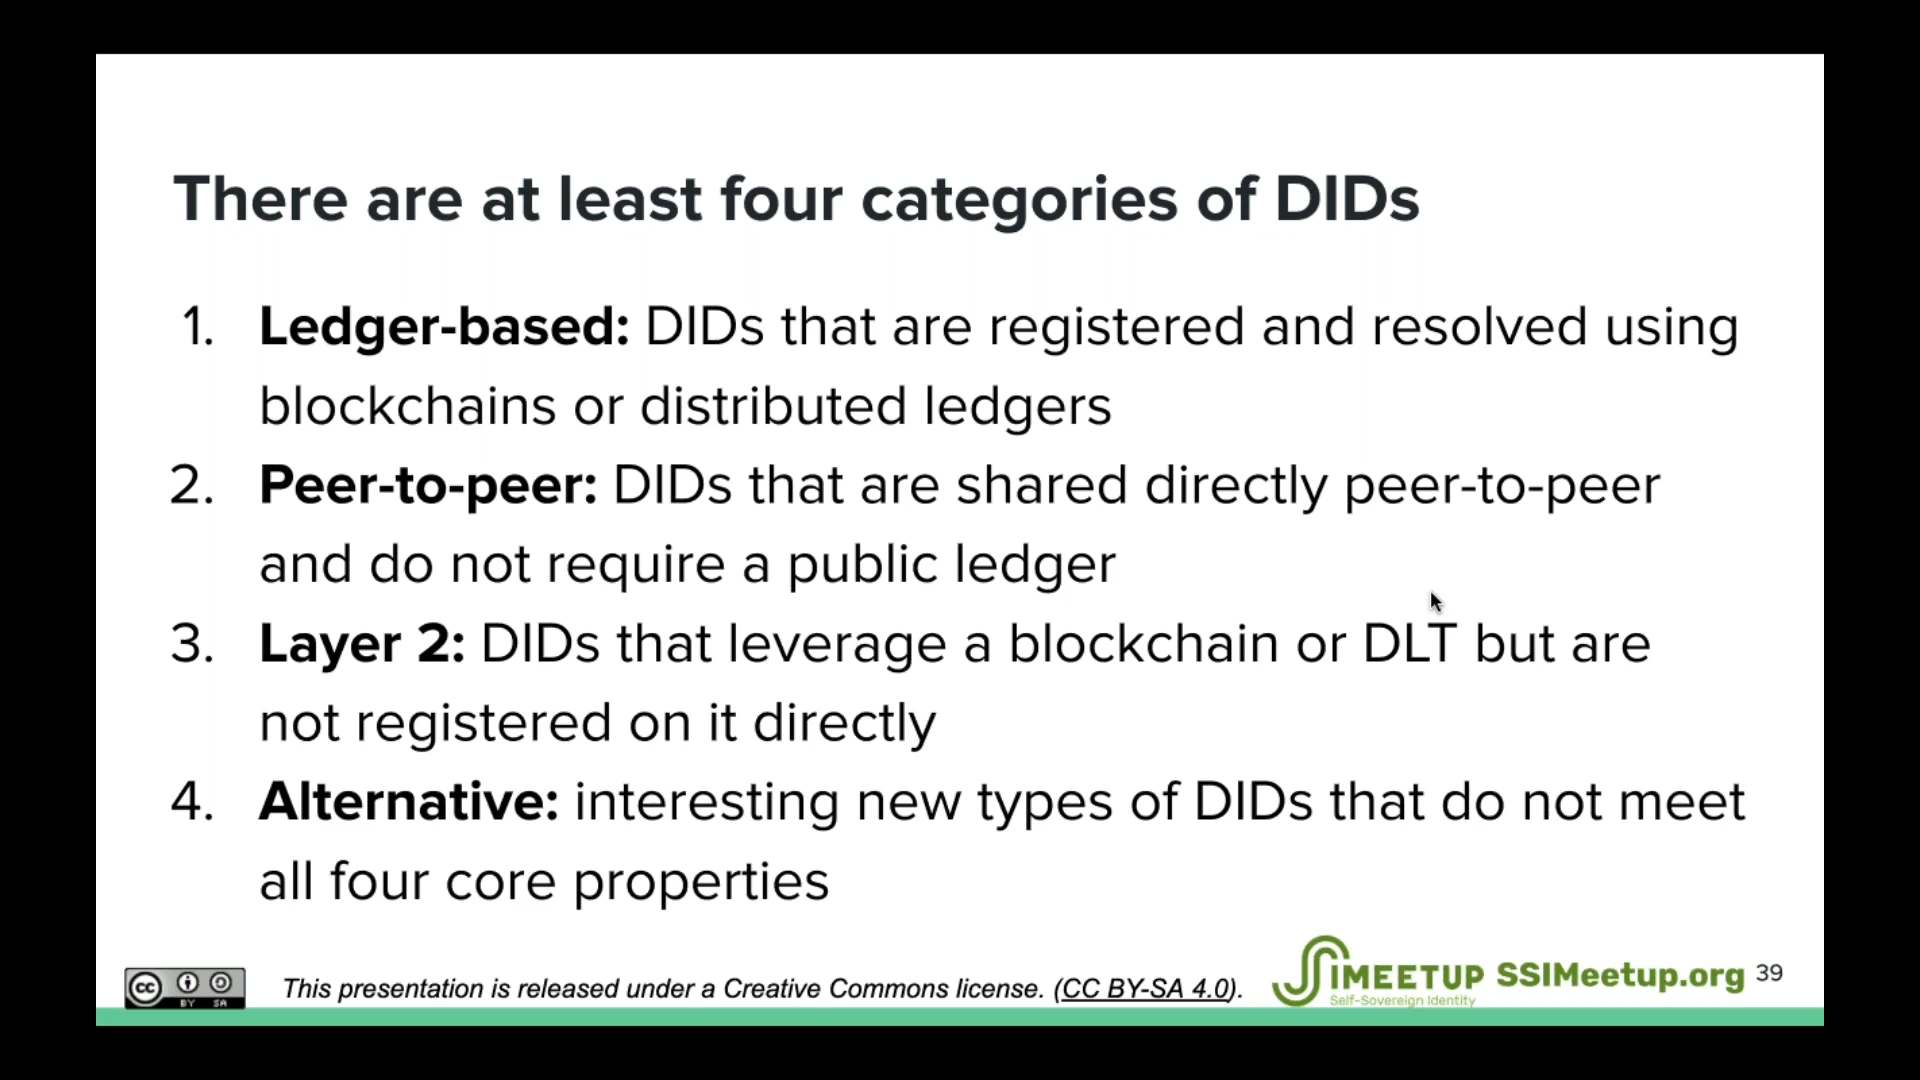 There are at least four categories of DIDs
1. Ledger-based: DIDs that are registered and resolved using
blockchains or distributed ledgers
2. Peer-to-peer: DIDs that are shared directly peer-to-peer
and do not require a public ledger
3. Layer 2: DIDs that leverage a blockchain or DLT but are
not registered on it directly
4. Alternative: interesting new types of DIDs that do not meet
all four core properties
cc BY SA
This presentation is released under a Creative Commons license. (CC BY-SA 4.0).
SSIMEETUP
Self-Sovereign Identity
SSIMeetup.org
39